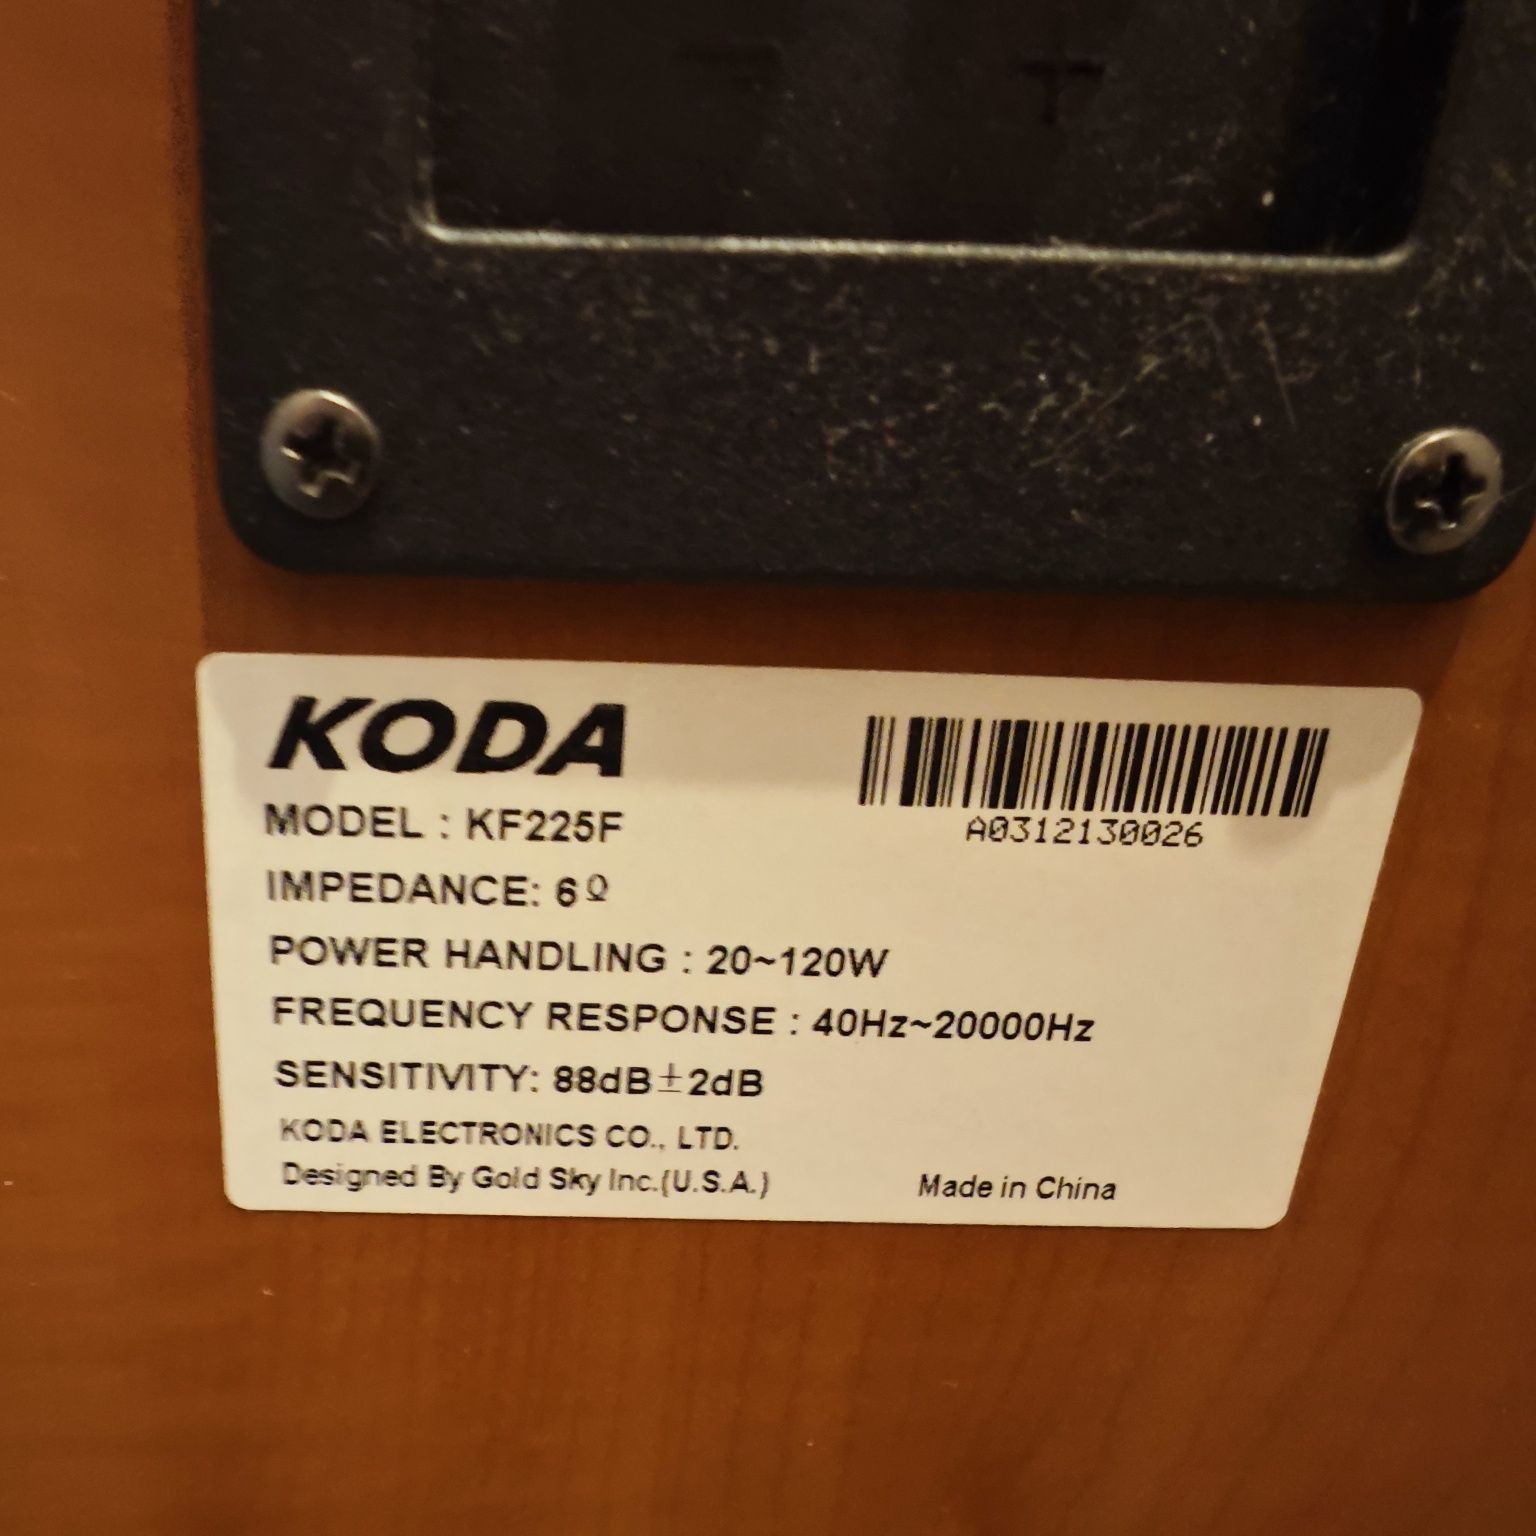 - +
KODA
A0312130026
MODEL : KF225F
IMPEDANCE: 6Ω
POWER HANDLING : 20~120W
FREQUENCY RESPONSE : 40Hz~20000Hz
SENSITIVITY: 88dB±2dB
KODA ELECTRONICS CO., LTD.
Designed By Gold Sky Inc.(U.S.A.) Made in China